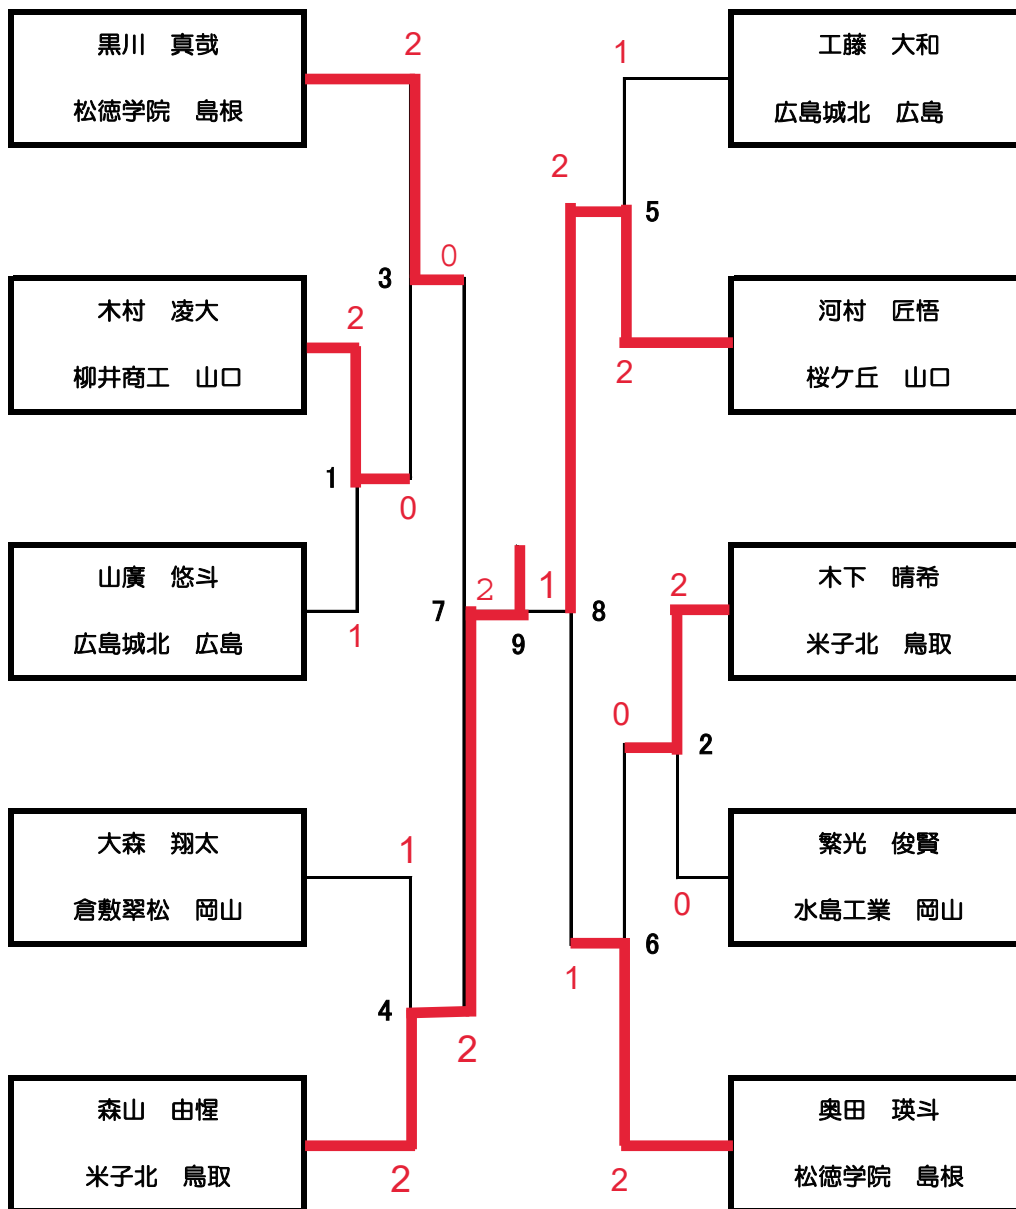 黒川　真哉
松徳学院　島根
木村　凌大
柳井商工　山口
山廣　悠斗
広島城北　広島
大森　翔太
倉敷翠松　岡山
森山　由惺
米子北　鳥取
2
3
0
2
1
0
1
7
2
9
1
8
1
4
2
2
1
2
5
2
2
0
2
0
6
1
2
工藤　大和
広島城北　広島
河村　匠悟
桜ケ丘　山口
木下　晴希
米子北　鳥取
繁光　俊賢
水島工業　岡山
奥田　瑛斗
松徳学院　島根